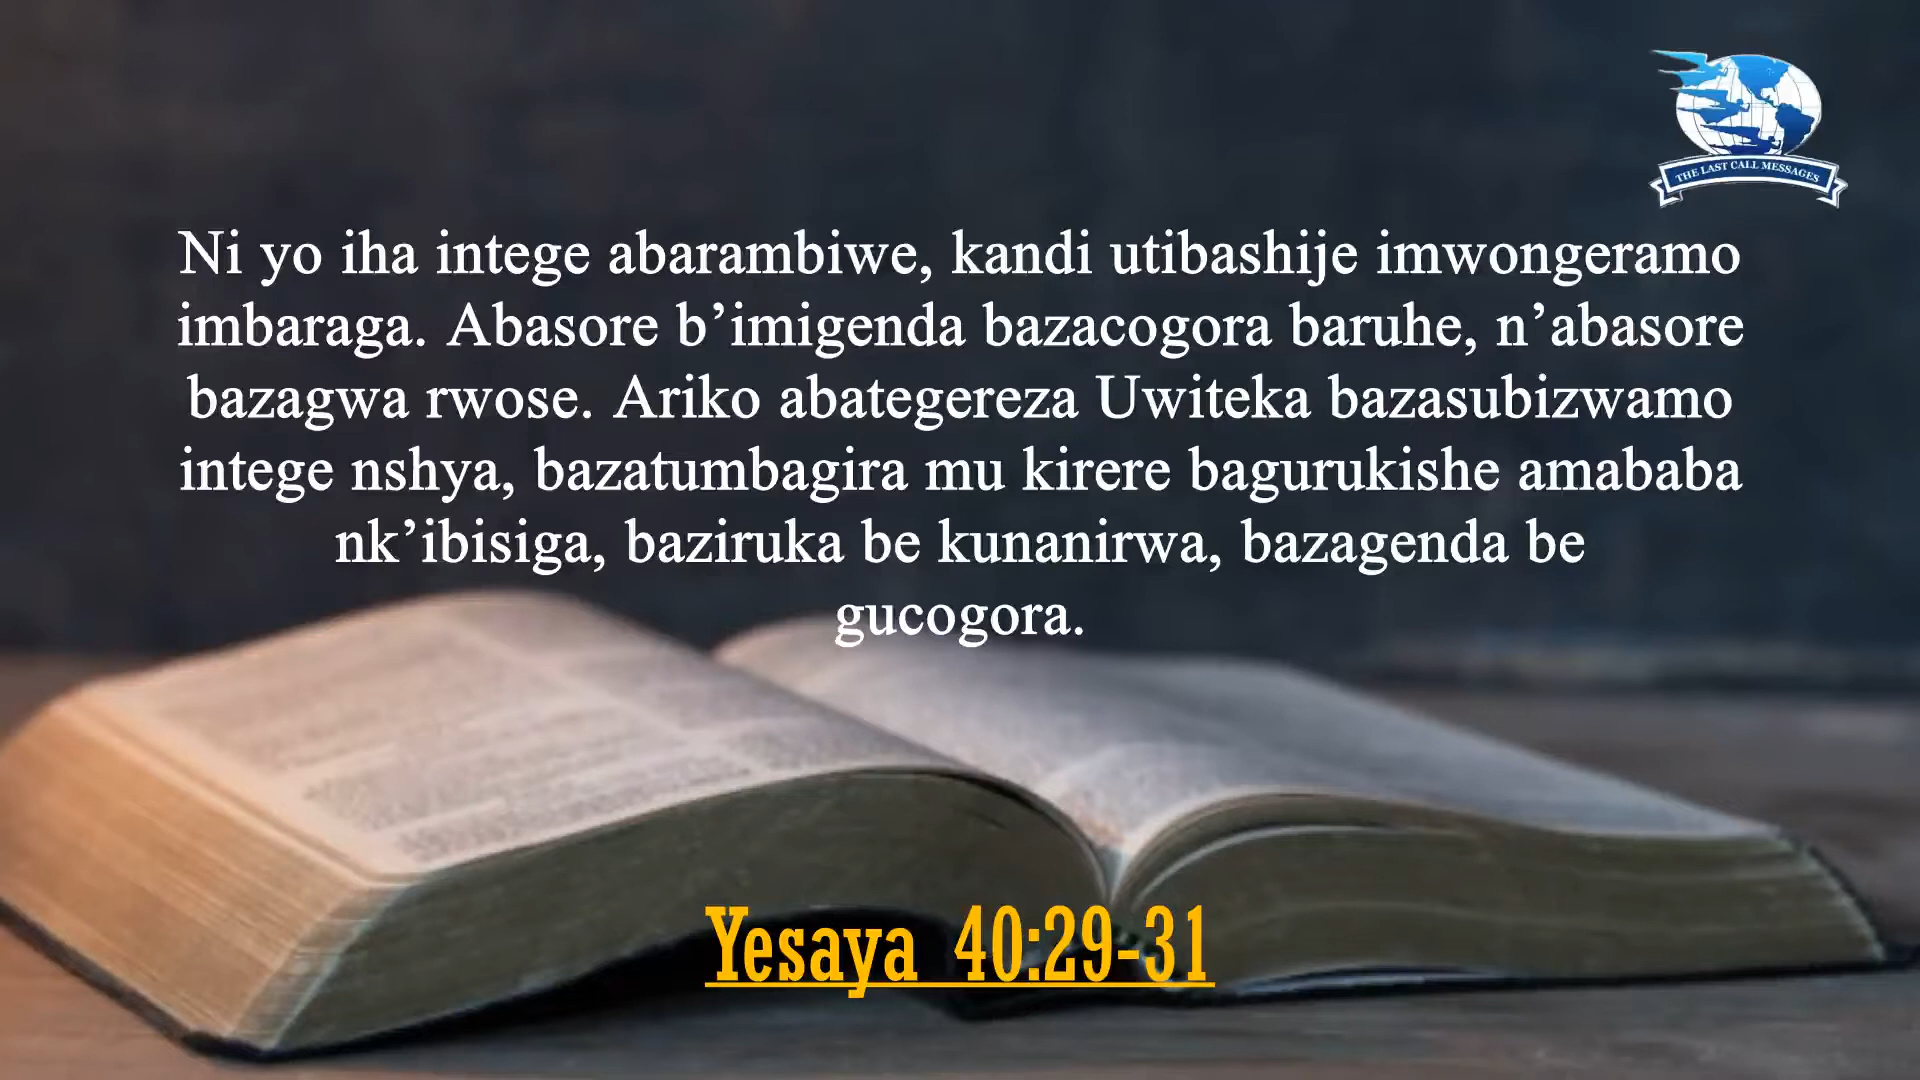 THE LAST CALL MESSAGES
Ni yo iha intege abarambiwe, kandi utibashije imwongeramo
imbaraga. Abasore b’imigenda bazacogora baruhe, n’abasore
bazagwa rwose. Ariko abategereza Uwiteka bazasubizwamo
intege nshya, bazatumbagira mu kirere bagurukishe amababa
nk’ibisiga, baziruka be kunanirwa, bazagenda be
gucogora.
Yesaya 40:29-31